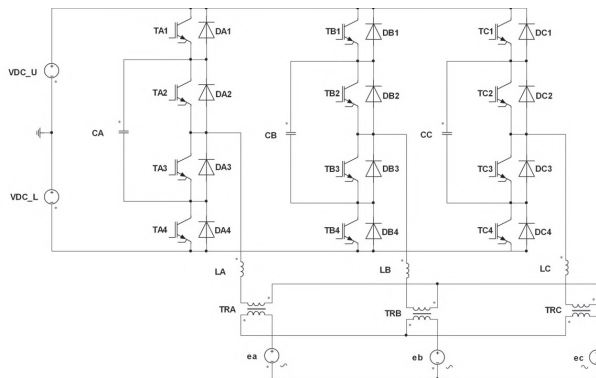 TA1 DA1 TB1 DB1 TC1 DC1
VDC_U
TA2 DA2 TB2 DB2 TC2 DC2
CA CB CC
TA3 DA3 TB3 DB3 TC3 DC3
VDC_L
TA4 DA4 TB4 DB4 TC4 DC4
LA LB LC
TRA TRB TRC
ea eb ec